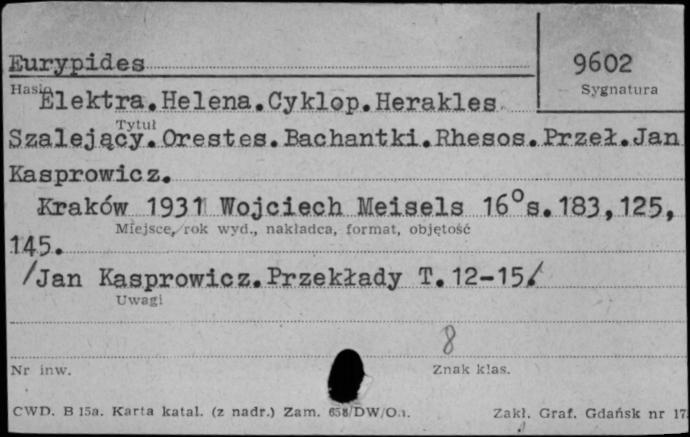 Eurypides 9602
Hasło Sygnatura
Elektra.Helena.Cyklop.Herakles
Tytuł
Szalejący.Orestes.Bachantki.Rhesos.Przeł.Jan
Kasprowicz.
Kraków 1931 Wojciech Meisels 16°s.183,125,
Miejsce, rok wyd., nakładca, format, objętość
145.
/Jan Kasprowicz.Przekłady T.12-15/
Uwagi
8
Nr inw. Znak klas.
CWD. B 15a. Karta katal. (z nadr.) Zam. 658/DW/O. Zakł. Graf. Gdańsk nr 17